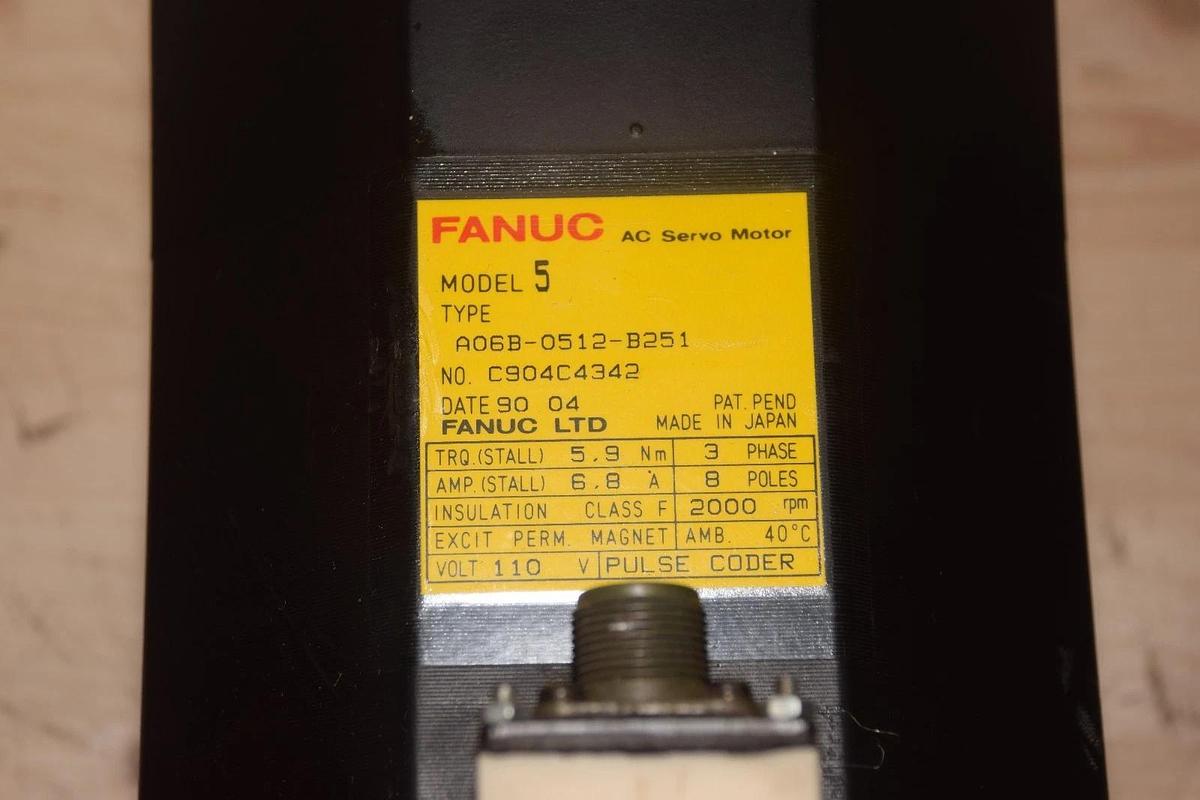 FANUC AC Servo Motor
MODEL 5
TYPE
A06B-0512-B251
NO. C904C4342
DATE 90 04 PAT. PEND
FANUC LTD MADE IN JAPAN
TRQ.(STALL) 5.9 Nm 3 PHASE
AMP.(STALL) 6.8 A 8 POLES
INSULATION CLASS F 2000 rpm
EXCIT PERM. MAGNET AMB. 40°C
VOLT 110 V PULSE CODER